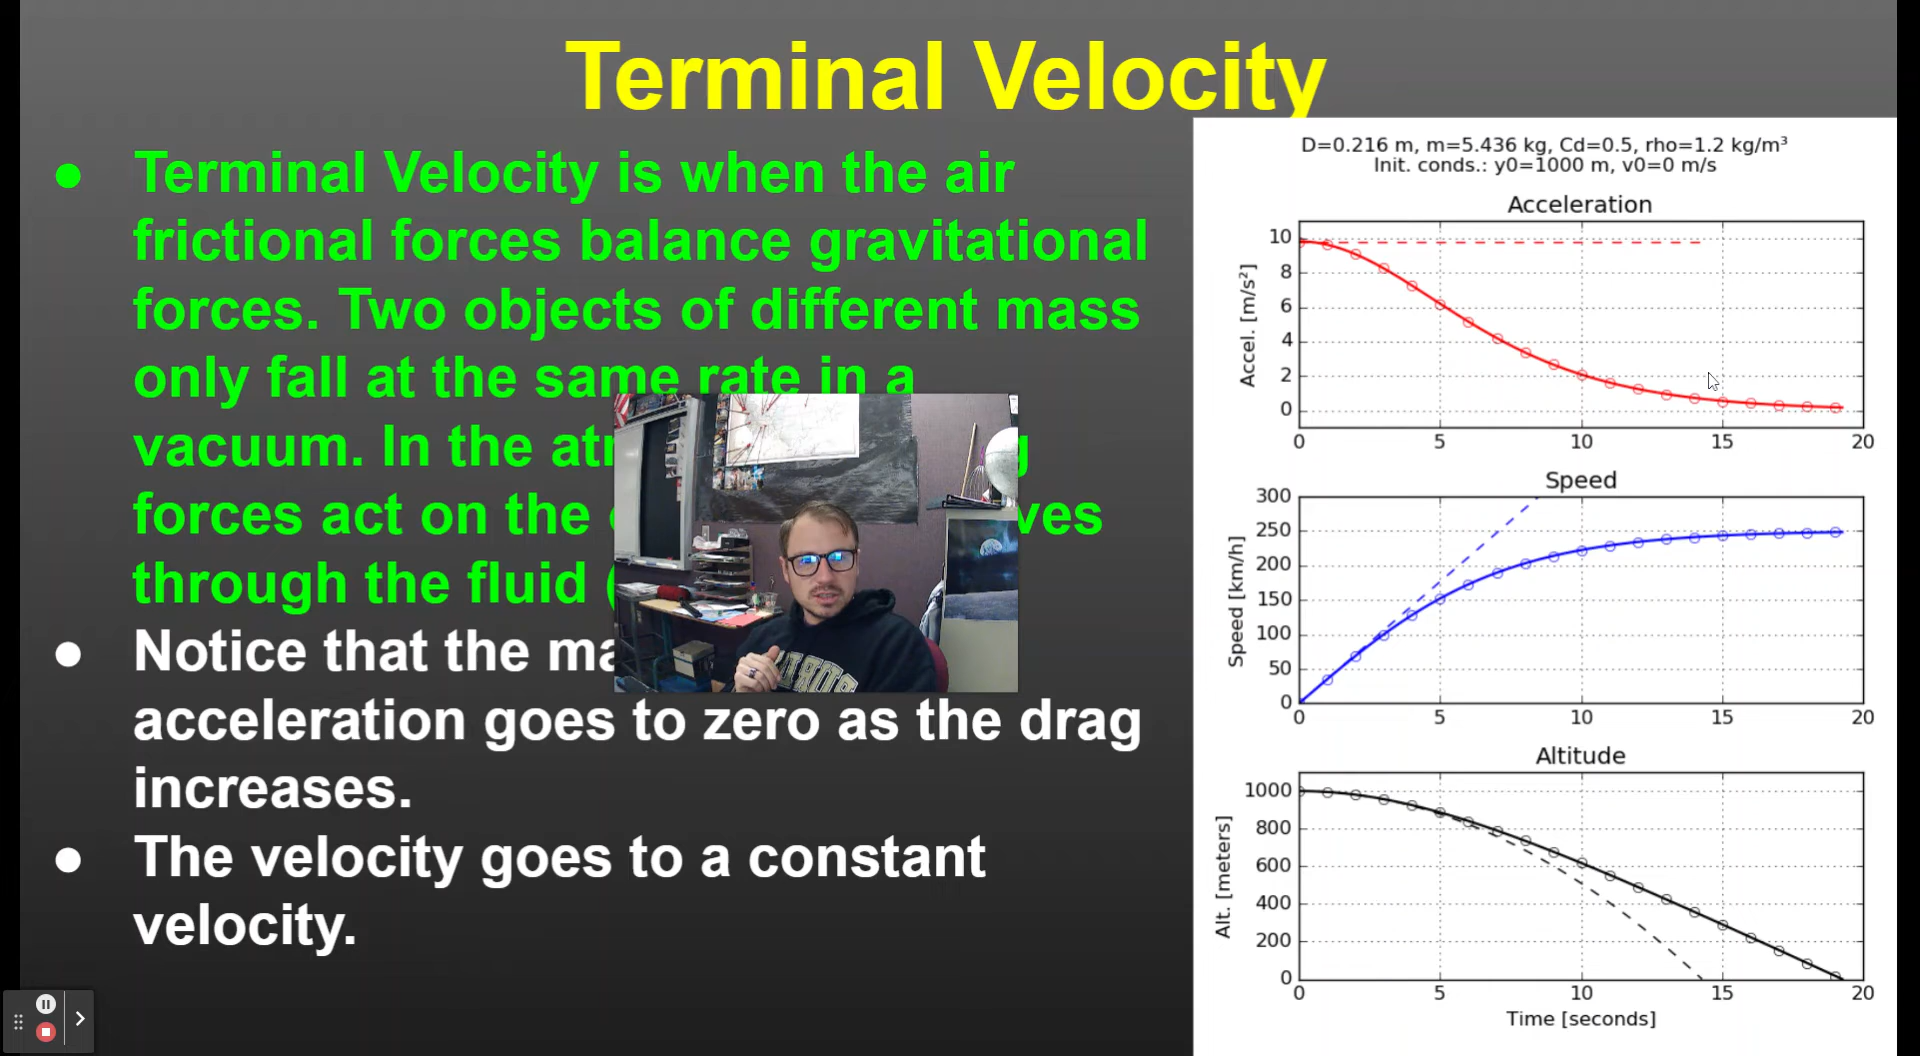 Terminal Velocity
● Terminal Velocity is when the air
frictional forces balance gravitational
forces. Two objects of different mass
only fall at the same rate in a
vacuum. In the
forces act on the
through the fluid (
● Notice that the
acceleration goes to zero as the drag
increases.
● The velocity goes to a constant
velocity.
D=0.216 m, m=5.436 kg, Cd=0.5, rho=1.2 kg/m³
Init. conds.: y0=1000 m, v0=0 m/s
Acceleration
Accel. [m/s²]
10
8
6
4
2
0
0 5 10 15 20
Speed
Speed [km/h]
300
250
200
150
100
50
0
0 5 10 15 20
Altitude
Alt. [meters]
1000
800
600
400
200
0
0 5 10 15 20
Time [seconds]